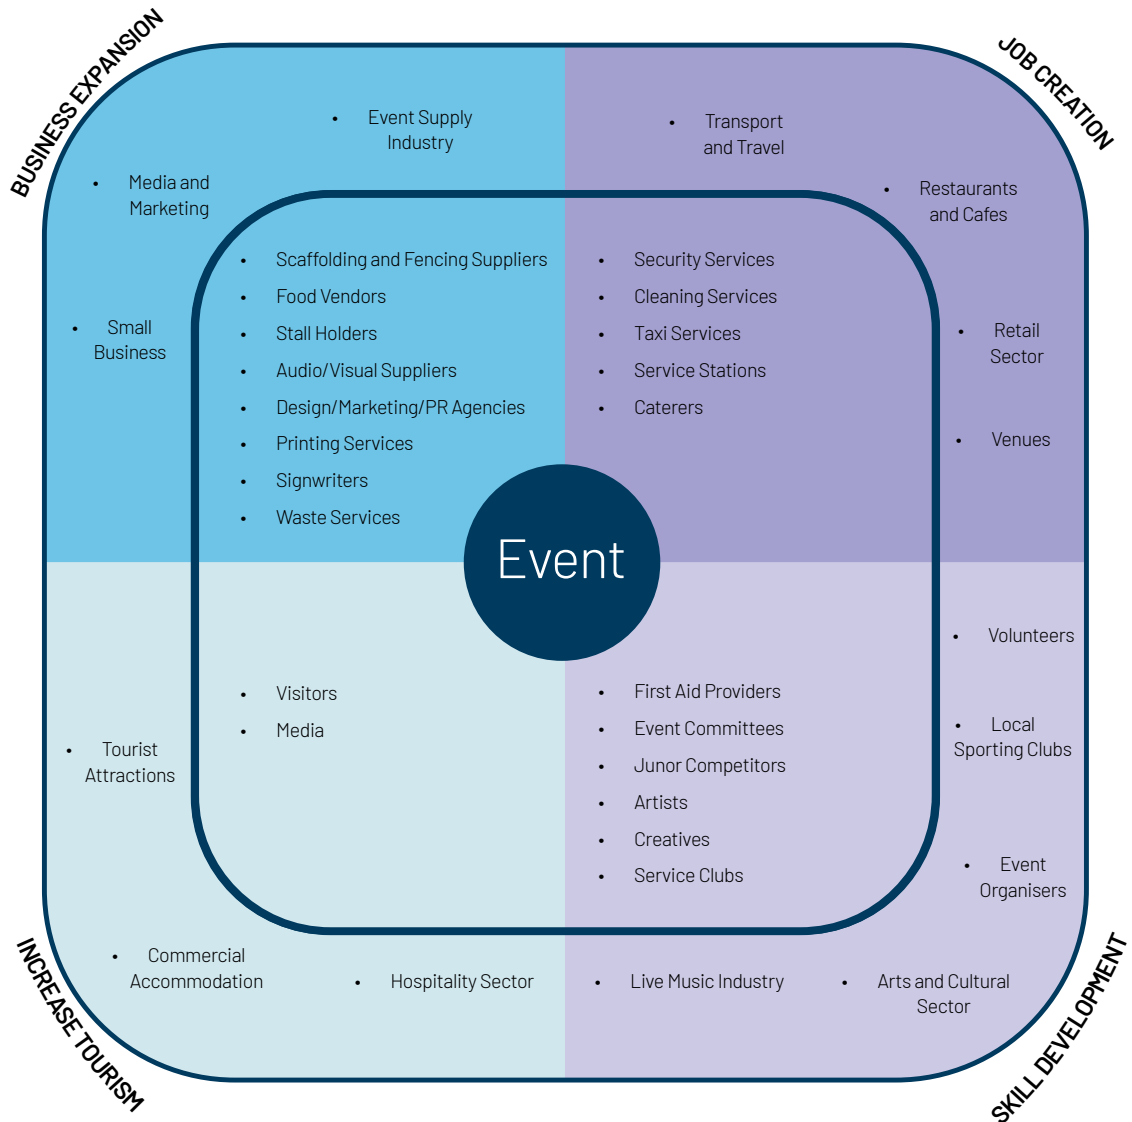 BUSINESS EXPANSION
JOB CREATION
• Event Supply
Industry
• Media and
Marketing
• Small
Business
• Scaffolding and Fencing Suppliers
• Food Vendors
• Stall Holders
• Audio/Visual Suppliers
• Design/Marketing/PR Agencies
• Printing Services
• Signwriters
• Waste Services
• Transport
and Travel
• Restaurants
and Cafes
• Retail
Sector
• Venues
• Security Services
• Cleaning Services
• Taxi Services
• Service Stations
• Caterers
Event
• Visitors
• Media
• Tourist
Attractions
• Commercial
Accommodation
• Hospitality Sector
• First Aid Providers
• Event Committees
• Junor Competitors
• Artists
• Creatives
• Service Clubs
• Volunteers
• Local
Sporting Clubs
• Event
Organisers
• Live Music Industry
• Arts and Cultural
Sector
INCREASE TOURISM
SKILL DEVELOPMENT